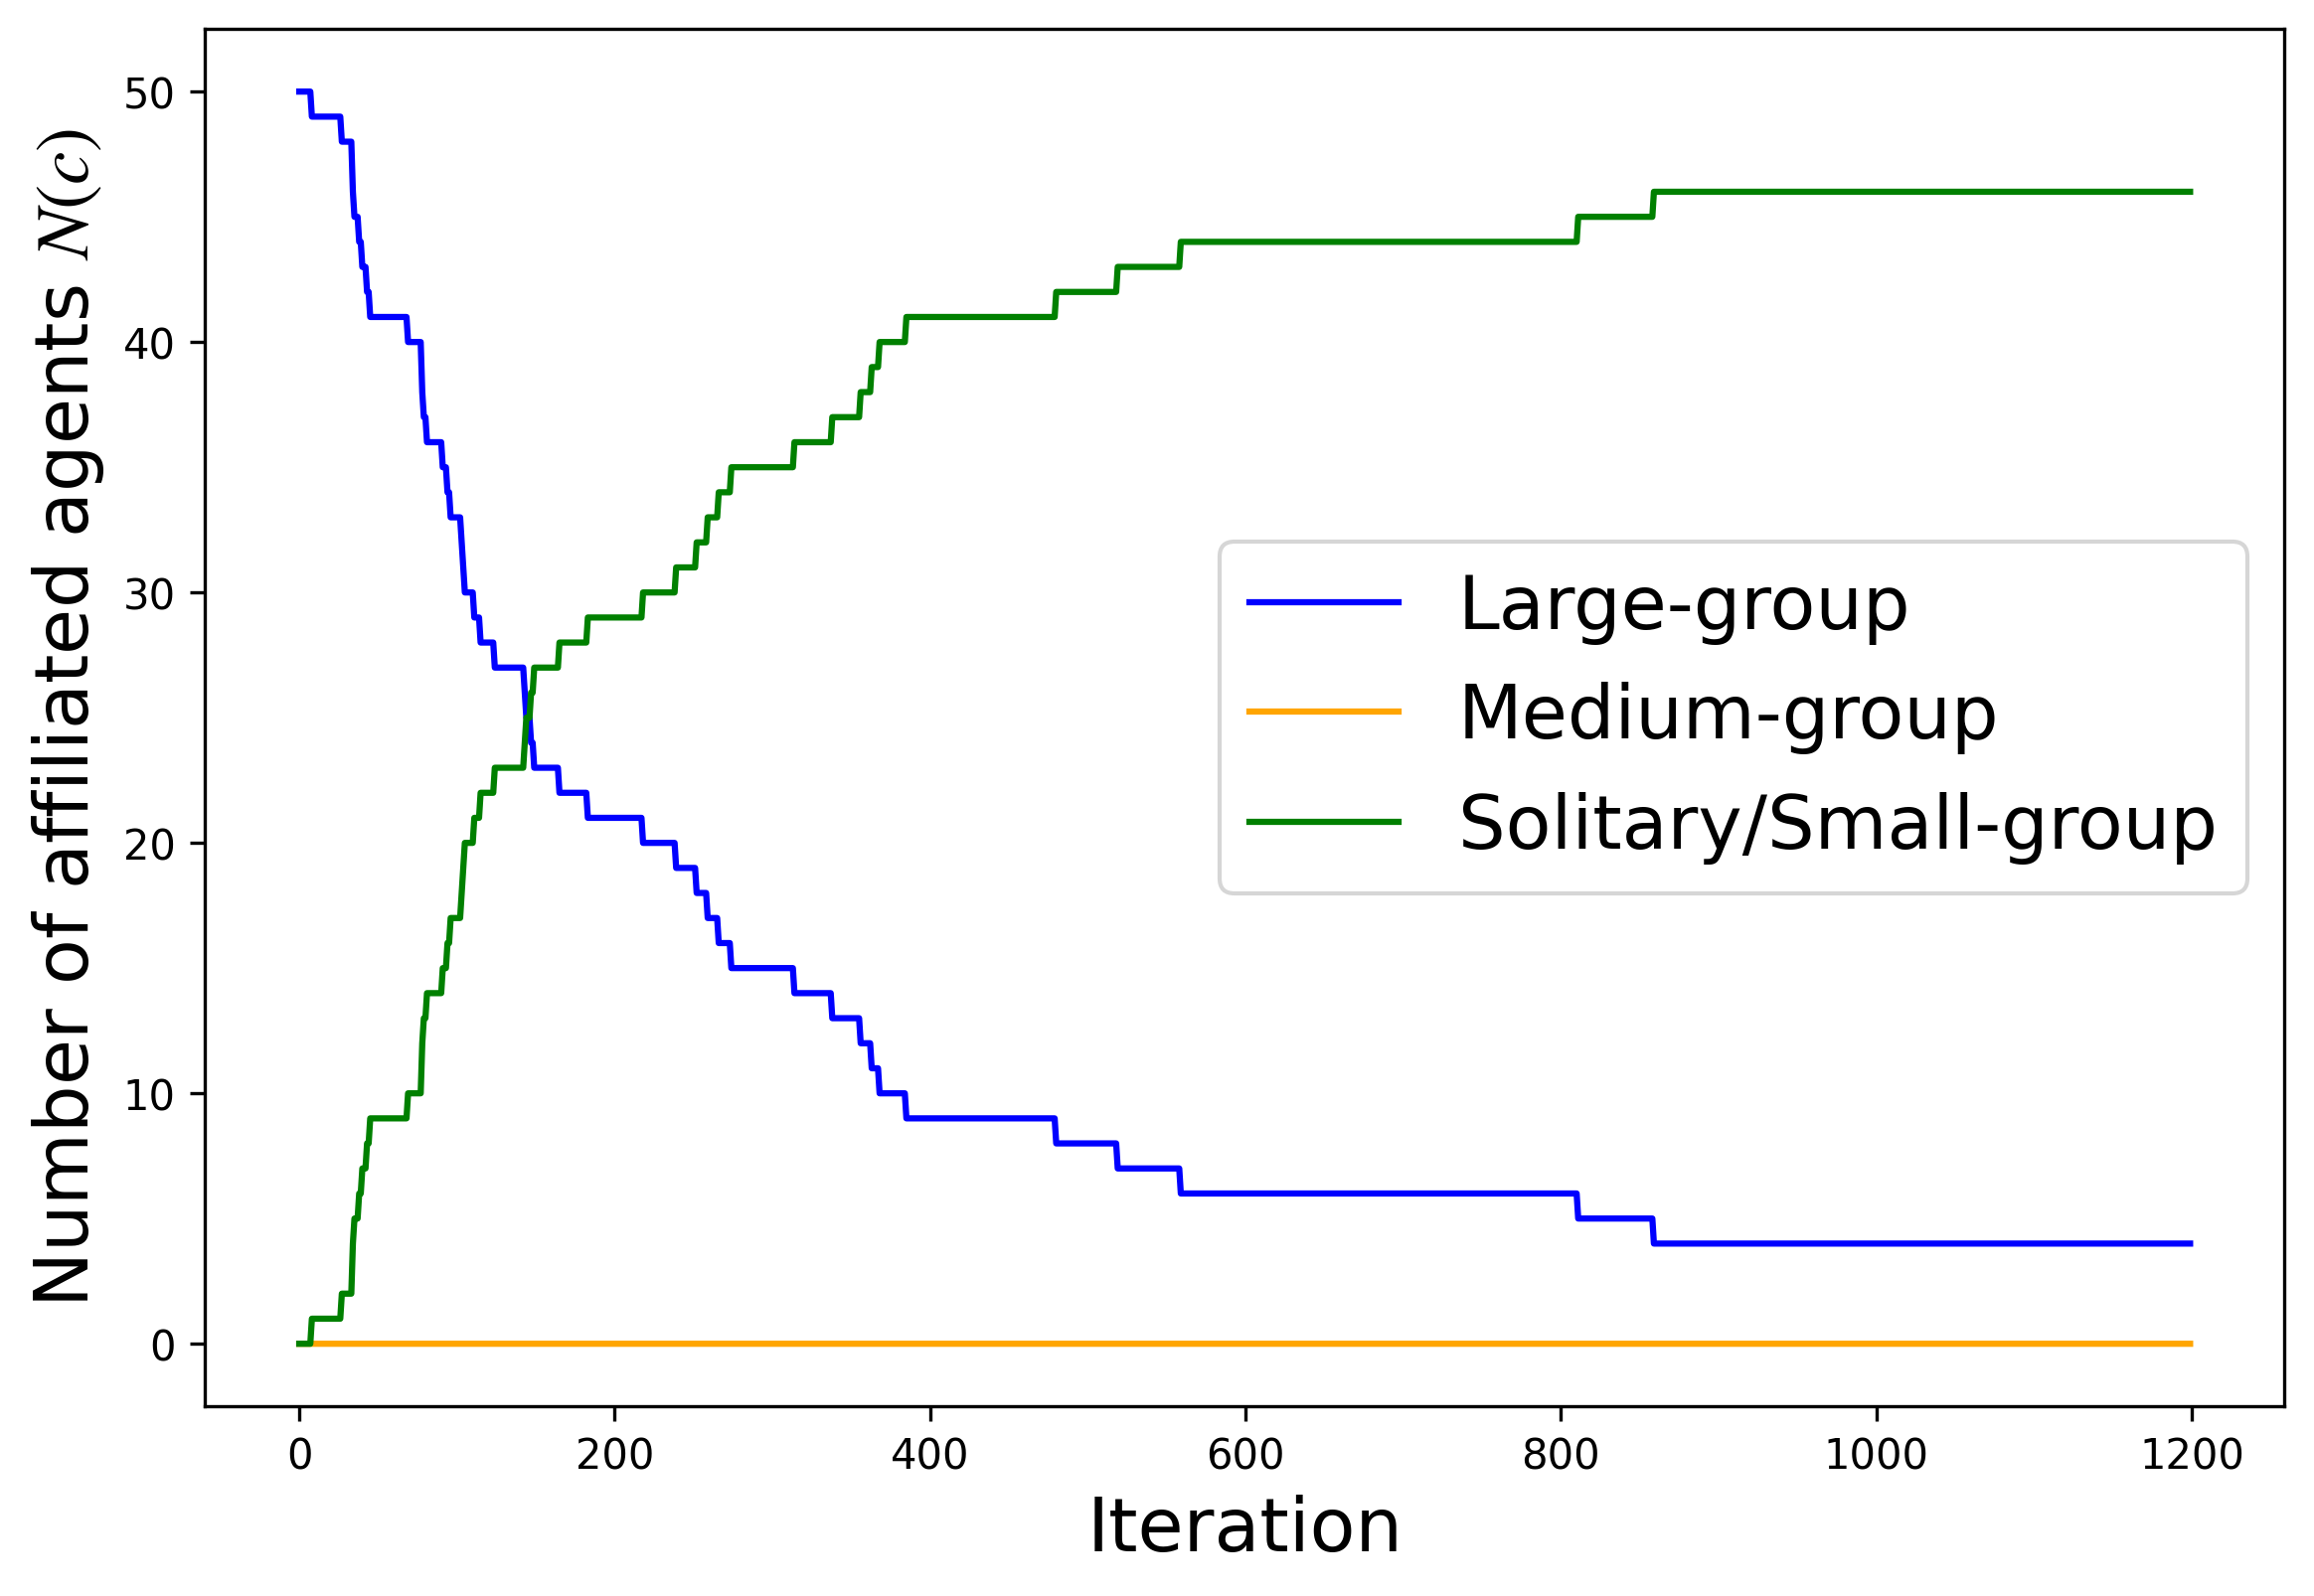 Number of affiliated agents N(c)
50
40
30
20
10
0
Large-group
Medium-group
Solitary/Small-group
0 200 400 600 800 1000 1200
Iteration